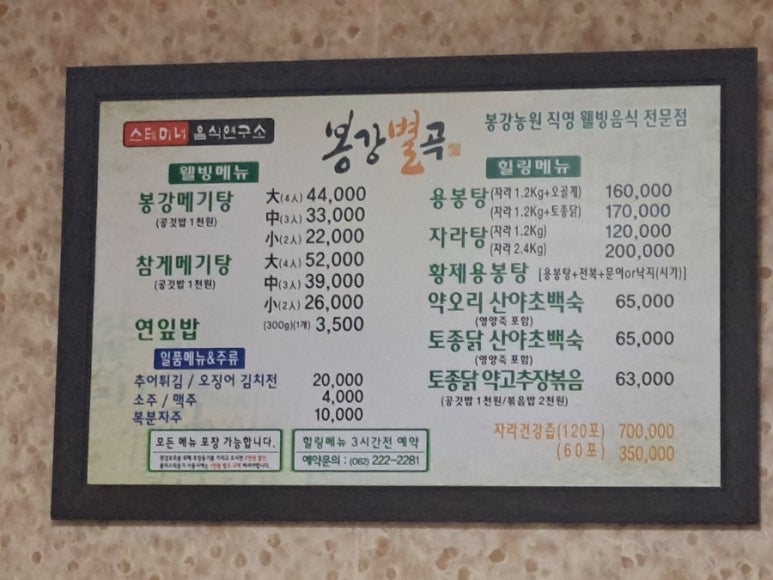 스테미너 음식연구소
봉강별곡
봉강농원 직영 웰빙음식 전문점
웰빙메뉴
봉강메기탕 大(4人) 44,000
(공깃밥 1천원) 中(3人) 33,000
小(2人) 22,000
참게메기탕 大(4人) 52,000
(공깃밥 1천원) 中(3人) 39,000
小(2人) 26,000
연잎밥 (300g)(1개) 3,500
일품메뉴&주류
추어튀김 / 오징어 김치전 20,000
소주 / 맥주 4,000
복분자주 10,000
모든 메뉴 포장 가능합니다.
힐링메뉴 3시간전 예약
예약문의 : (062) 222-2281
힐링메뉴
용봉탕 (자라 1.2Kg+오골계) 160,000
(자라 1.2Kg+토종닭) 170,000
자라탕 (자라 1.2Kg) 120,000
(자라 2.4Kg) 200,000
황제용봉탕 [용봉탕+전복+문어or낙지(시가)]
약오리 산야초백숙 65,000
(영양죽 포함)
토종닭 산야초백숙 65,000
(영양죽 포함)
토종닭 약고추장볶음 63,000
(공깃밥 1천원/볶음밥 2천원)
자라건강즙(120포) 700,000
(60포) 350,000